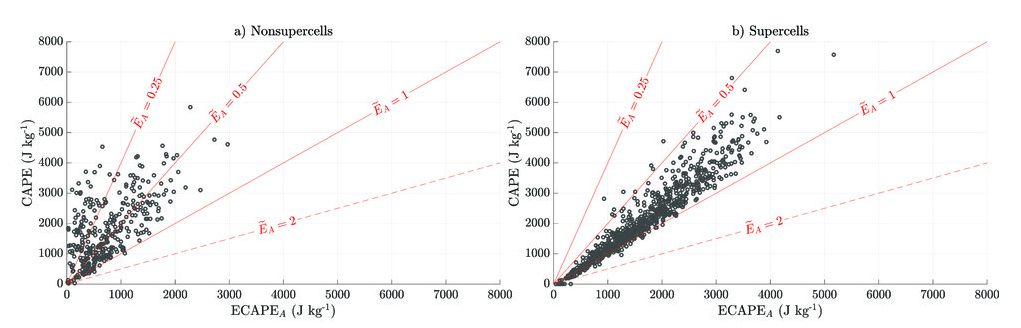 a) Nonsupercells
8000
7000
6000
5000
4000
3000
2000
1000
0
CAPE (J kg⁻¹)
Ẽ_A = 0.25
Ẽ_A = 0.5
Ẽ_A = 1
Ẽ_A = 2
0 1000 2000 3000 4000 5000 6000 7000 8000
ECAPE_A (J kg⁻¹)
b) Supercells
8000
7000
6000
5000
4000
3000
2000
1000
0
CAPE (J kg⁻¹)
Ẽ_A = 0.25
Ẽ_A = 0.5
Ẽ_A = 1
Ẽ_A = 2
0 1000 2000 3000 4000 5000 6000 7000 8000
ECAPE_A (J kg⁻¹)